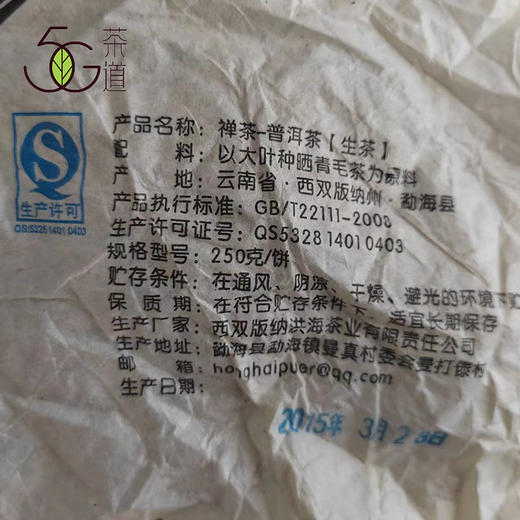 5G茶道
产品名称：禅茶-普洱茶【生茶】
配　　料：以大叶种晒青毛茶为原料
产　　地：云南省·西双版纳州·勐海县
产品执行标准：GB/T22111-2008
生产许可证号：QS5328 1401 0403
规格型号：250克/饼
贮存条件：在通风、阴凉、干燥、避光的环境下贮
保 质 期：在符合贮存条件下，适宜长期保存
生产厂家：西双版纳洪海茶业有限责任公司
生产地址：勐海县勐海镇曼真村委会曼打傣村
邮　　箱：honghaipuer@qq.com
生产日期：
2015年 3月28日
生产许可
QS:5328 1401 0403